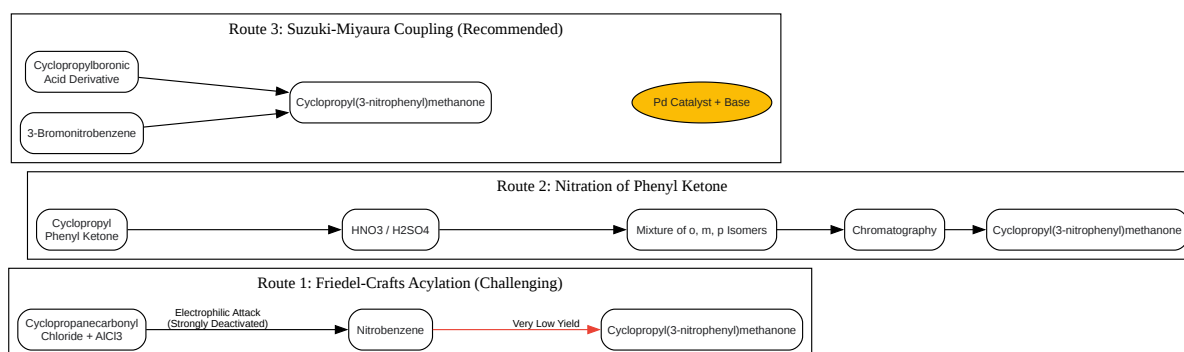 Route 3: Suzuki-Miyaura Coupling (Recommended)
Cyclopropylboronic
Acid Derivative
3-Bromonitrobenzene
Cyclopropyl(3-nitrophenyl)methanone
Pd Catalyst + Base
Route 2: Nitration of Phenyl Ketone
Cyclopropyl
Phenyl Ketone
HNO3 / H2SO4
Mixture of o, m, p Isomers
Chromatography
Cyclopropyl(3-nitrophenyl)methanone
Route 1: Friedel-Crafts Acylation (Challenging)
Cyclopropanecarbonyl
Chloride + AlCl3
Electrophilic Attack
(Strongly Deactivated)
Nitrobenzene
Very Low Yield
Cyclopropyl(3-nitrophenyl)methanone